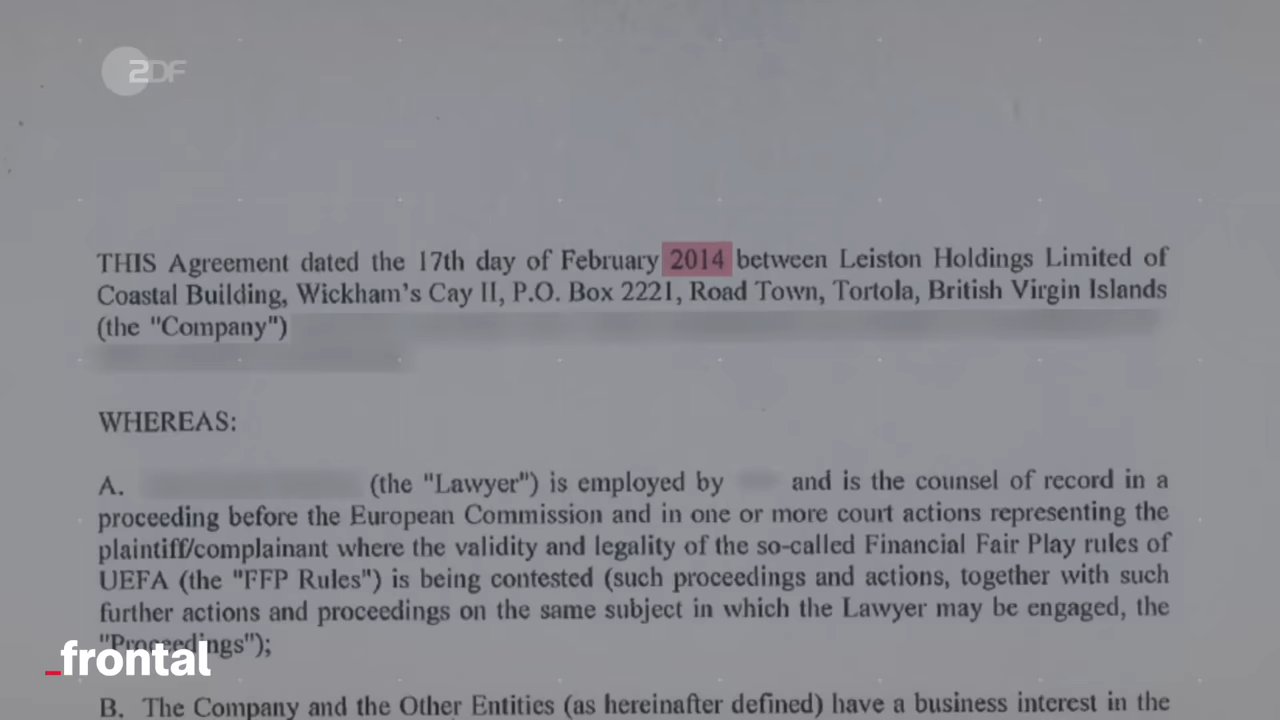 ZDF
THIS Agreement dated the 17th day of February 2014 between Leiston Holdings Limited of
Coastal Building, Wickham's Cay II, P.O. Box 2221, Road Town, Tortola, British Virgin Islands
(the "Company")
WHEREAS:
A. (the "Lawyer") is employed by and is the counsel of record in a
proceeding before the European Commission and in one or more court actions representing the
plaintiff/complainant where the validity and legality of the so-called Financial Fair Play rules of
UEFA (the "FFP Rules") is being contested (such proceedings and actions, together with such
further actions and proceedings on the same subject in which the Lawyer may be engaged, the
"Proceedings");
_frontal
B. The Company and the Other Entities (as hereinafter defined) have a business interest in the